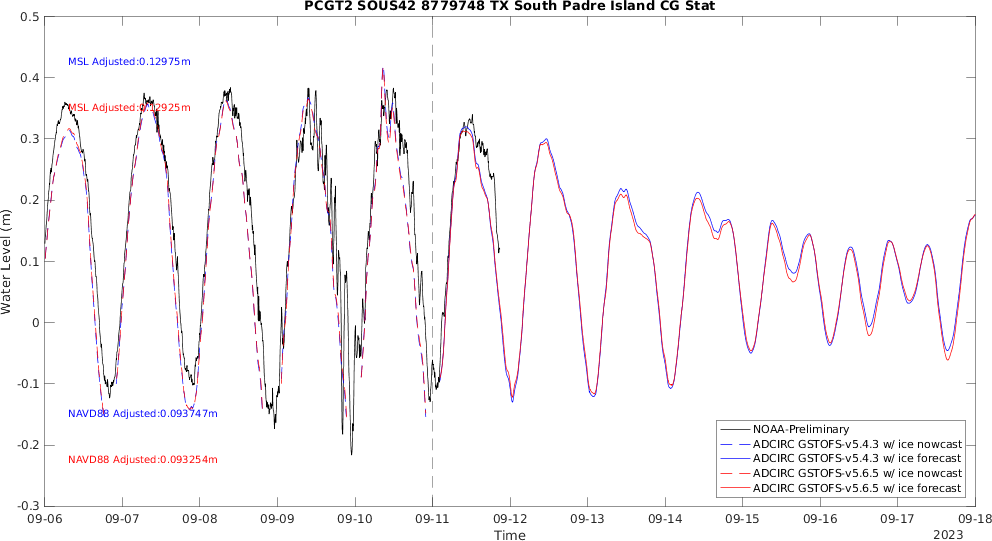 PCGT2 SOUS42 8779748 TX South Padre Island CG Stat
0.5
0.4
0.3
0.2
0.1
0
-0.1
-0.2
-0.3
Water Level (m)
MSL Adjusted:0.12975m
MSL Adjusted:0.12925m
NAVD88 Adjusted:0.093747m
NAVD88 Adjusted:0.093254m
NOAA-Preliminary
ADCIRC GSTOFS-v5.4.3 w/ ice nowcast
ADCIRC GSTOFS-v5.4.3 w/ ice forecast
ADCIRC GSTOFS-v5.6.5 w/ ice nowcast
ADCIRC GSTOFS-v5.6.5 w/ ice forecast
09-06 09-07 09-08 09-09 09-10 09-11 09-12 09-13 09-14 09-15 09-16 09-17 09-18
Time
2023